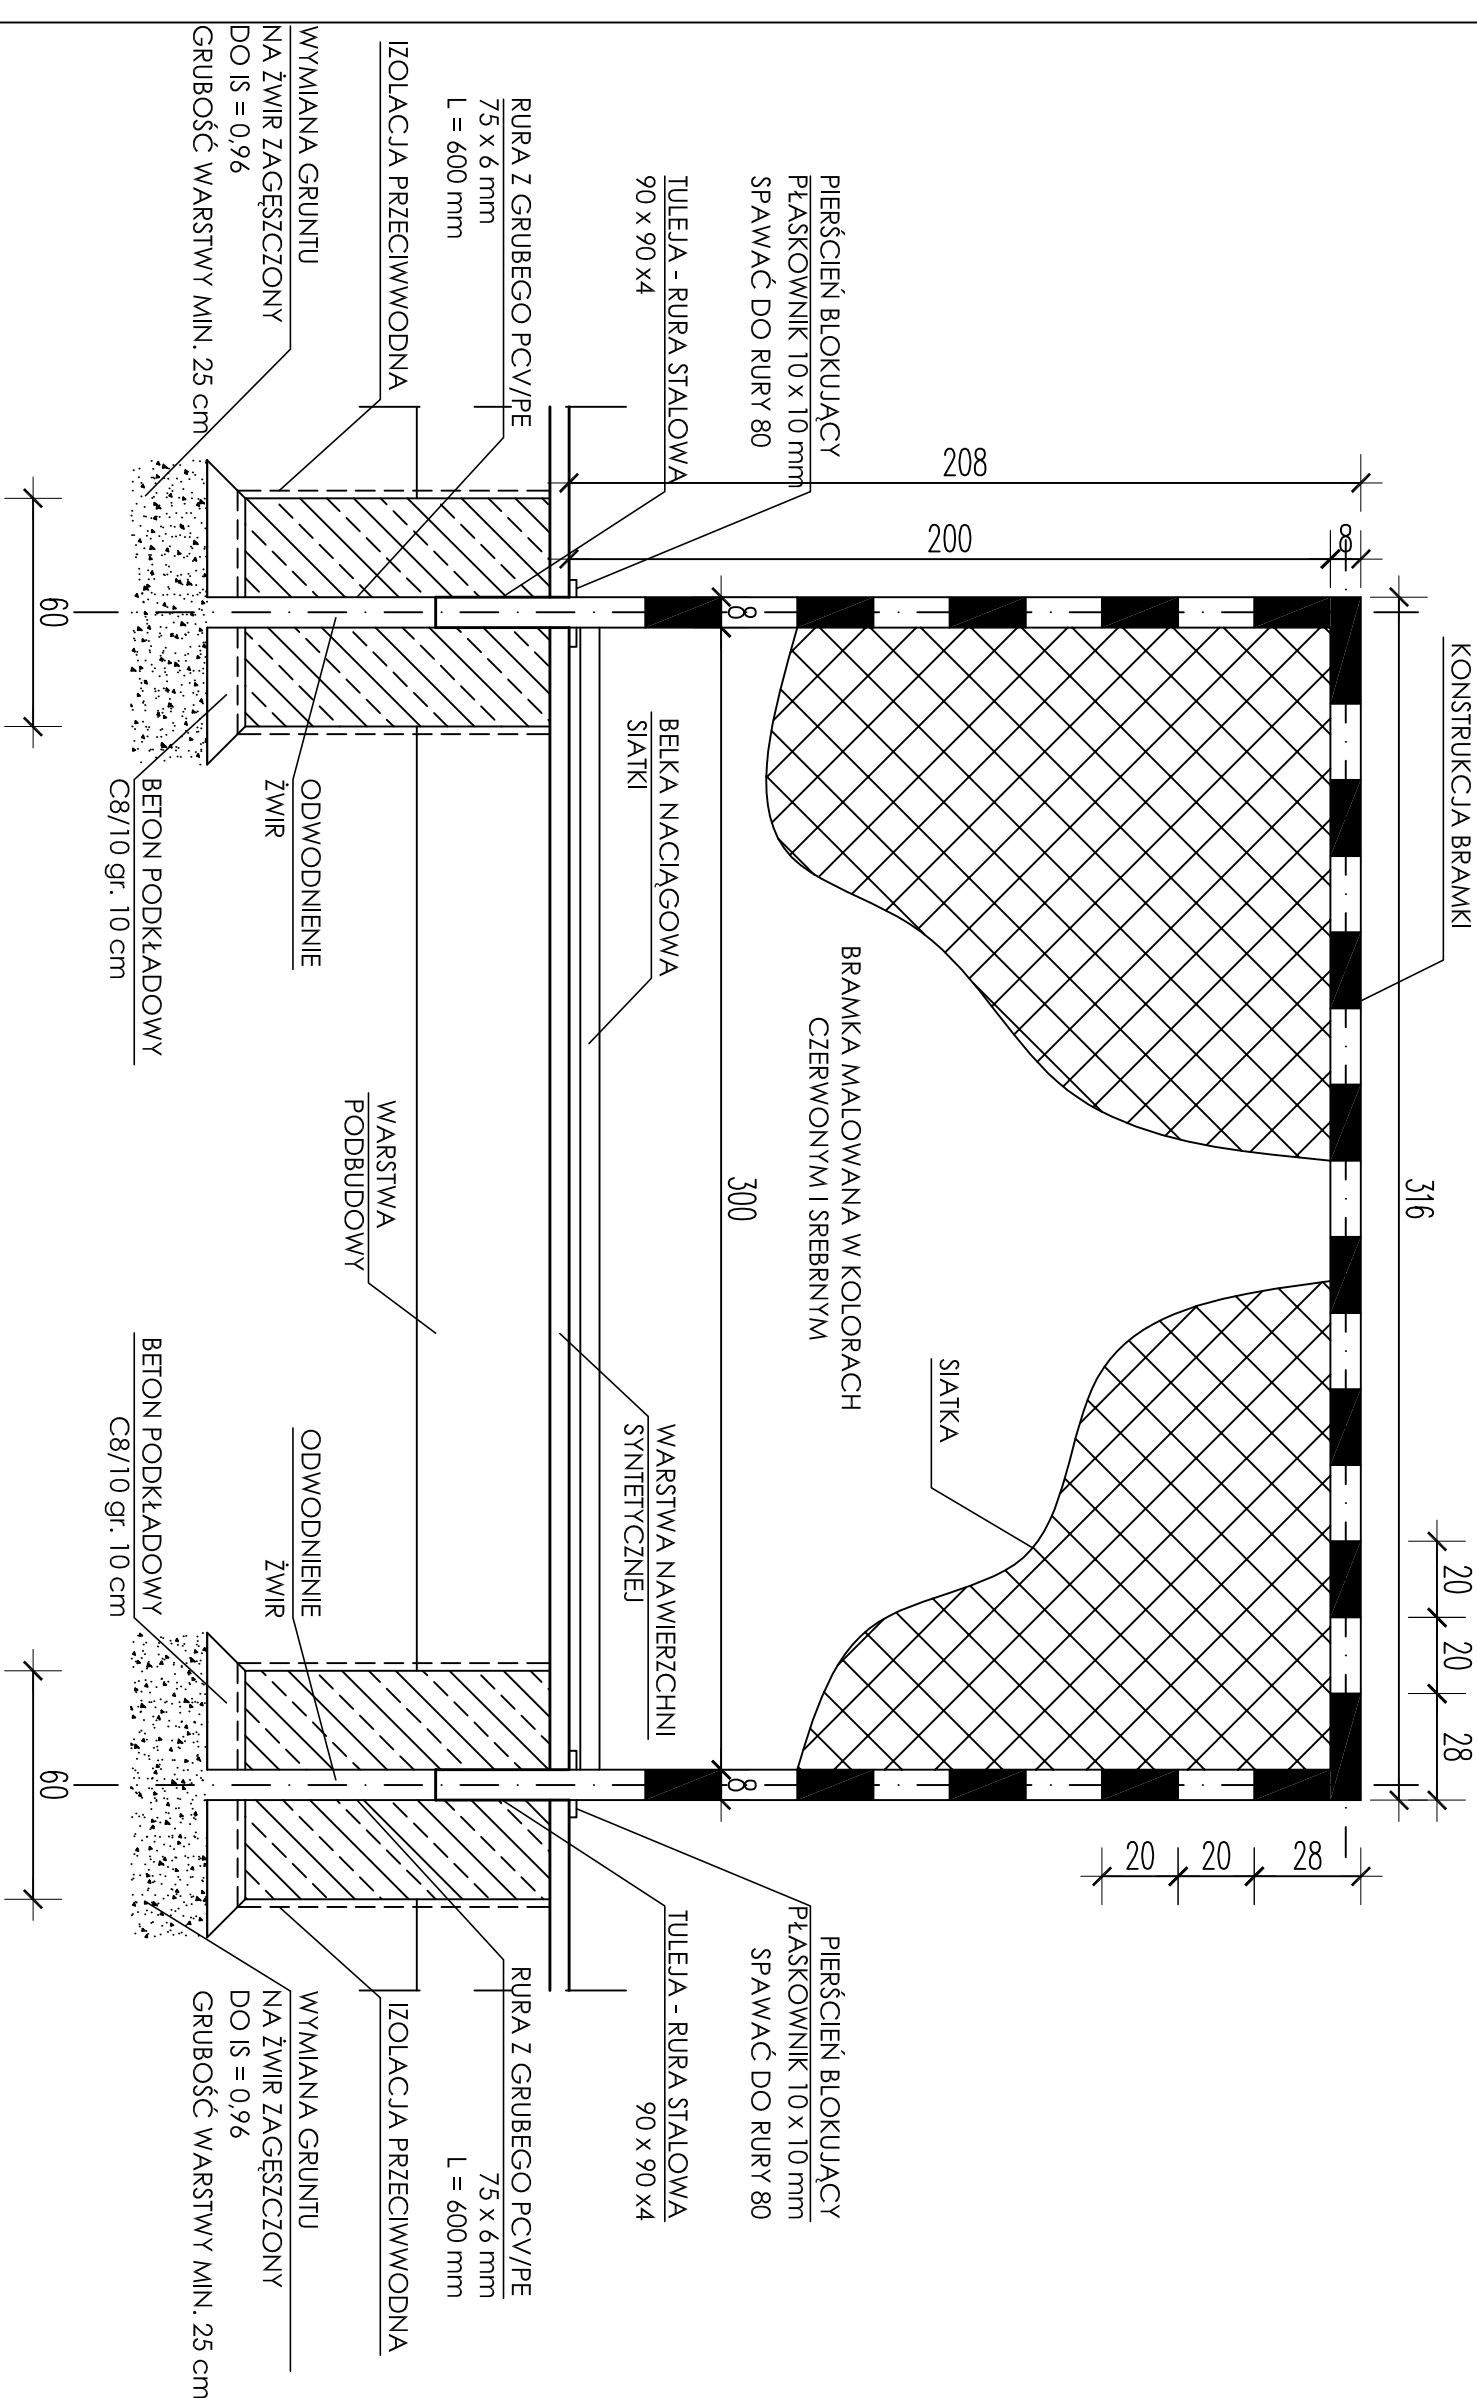 KONSTRUKCJA BRAMKI
316
20
20
28
208
200
8
28
20
20
SIATKA
BRAMKA MALOWANA W KOLORACH
CZERWONYM I SREBRNYM
PIERŚCIEŃ BLOKUJĄCY
PŁASKOWNIK 10 x 10 mm
SPAWAĆ DO RURY 80
PIERŚCIEŃ BLOKUJĄCY
PŁASKOWNIK 10 x 10 mm
SPAWAĆ DO RURY 80
8
300
8
TULEJA - RURA STALOWA
90 x 90 x4
BELKA NACIĄGOWA
SIATKI
WARSTWA NAWIERZCHNI
SYNTETYCZNEJ
TULEJA - RURA STALOWA
90 x 90 x4
RURA Z GRUBEGO PCV/PE
75 x 6 mm
L = 600 mm
RURA Z GRUBEGO PCV/PE
75 x 6 mm
L = 600 mm
IZOLACJA PRZECIWWODNA
WARSTWA
PODBUDOWY
IZOLACJA PRZECIWWODNA
WYMIANA GRUNTU
NA ŻWIR ZAGĘSZCZONY
DO IS = 0,96
GRUBOŚĆ WARSTWY MIN. 25 cm
ODWODNIENIE
ŻWIR
ODWODNIENIE
ŻWIR
WYMIANA GRUNTU
NA ŻWIR ZAGĘSZCZONY
DO IS = 0,96
GRUBOŚĆ WARSTWY MIN. 25 cm
BETON PODKŁADOWY
C8/10 gr. 10 cm
BETON PODKŁADOWY
C8/10 gr. 10 cm
60
60